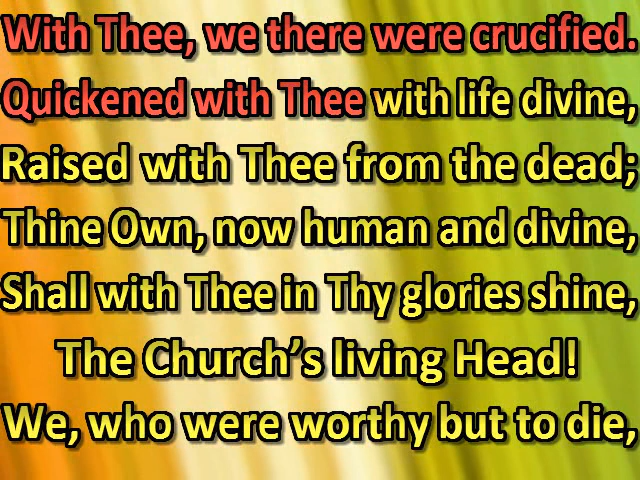 With Thee, we there were crucified.
Quickened with Thee with life divine,
Raised with Thee from the dead;
Thine Own, now human and divine,
Shall with Thee in Thy glories shine,
The Church’s living Head!
We, who were worthy but to die,